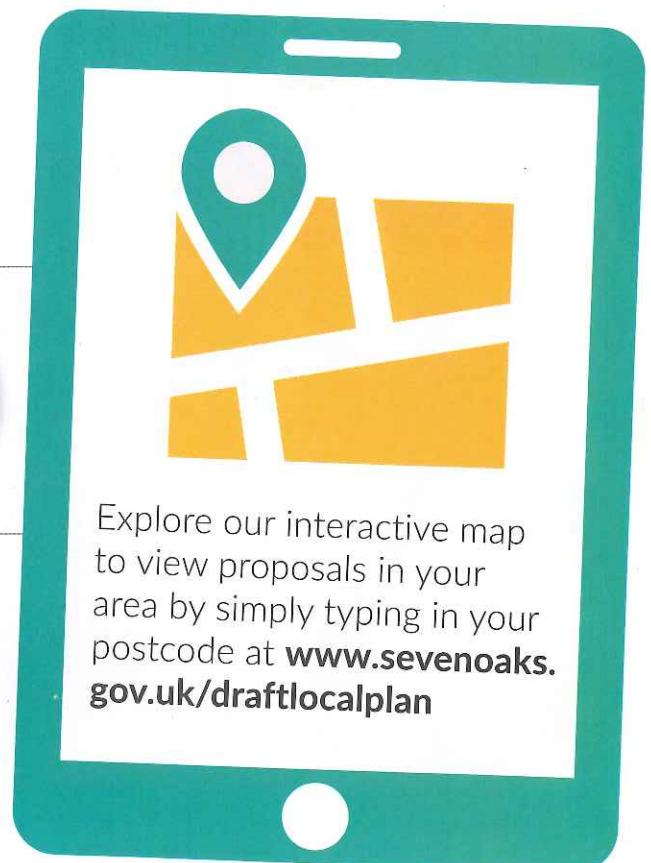 Explore our interactive map
to view proposals in your
area by simply typing in your
postcode at www.sevenoaks.
gov.uk/draftlocalplan